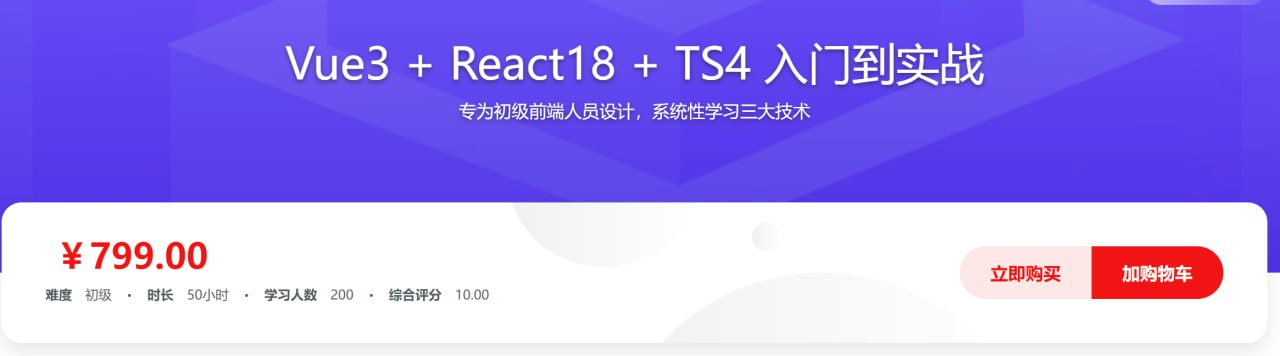 Vue3 + React18 + TS4 入门到实战
专为初级前端人员设计，系统性学习三大技术
￥799.00
难度 初级 · 时长 50小时 · 学习人数 200 · 综合评分 10.00
立即购买 加购物车